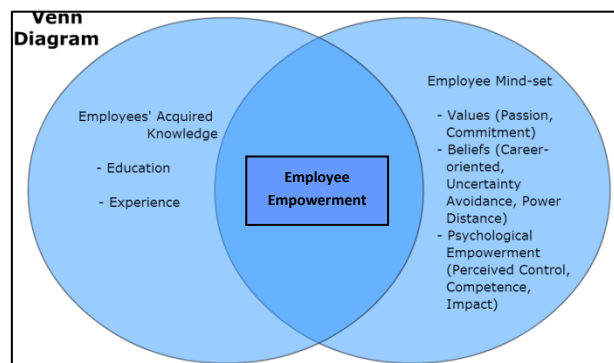 Venn
Diagram
Employees' Acquired
Knowledge
- Education
- Experience
Employee
Empowerment
Employee Mind-set
- Values (Passion,
Commitment)
- Beliefs (Career-
oriented,
Uncertainty
Avoidance, Power
Distance)
- Psychological
Empowerment
(Perceived Control,
Competence,
Impact)